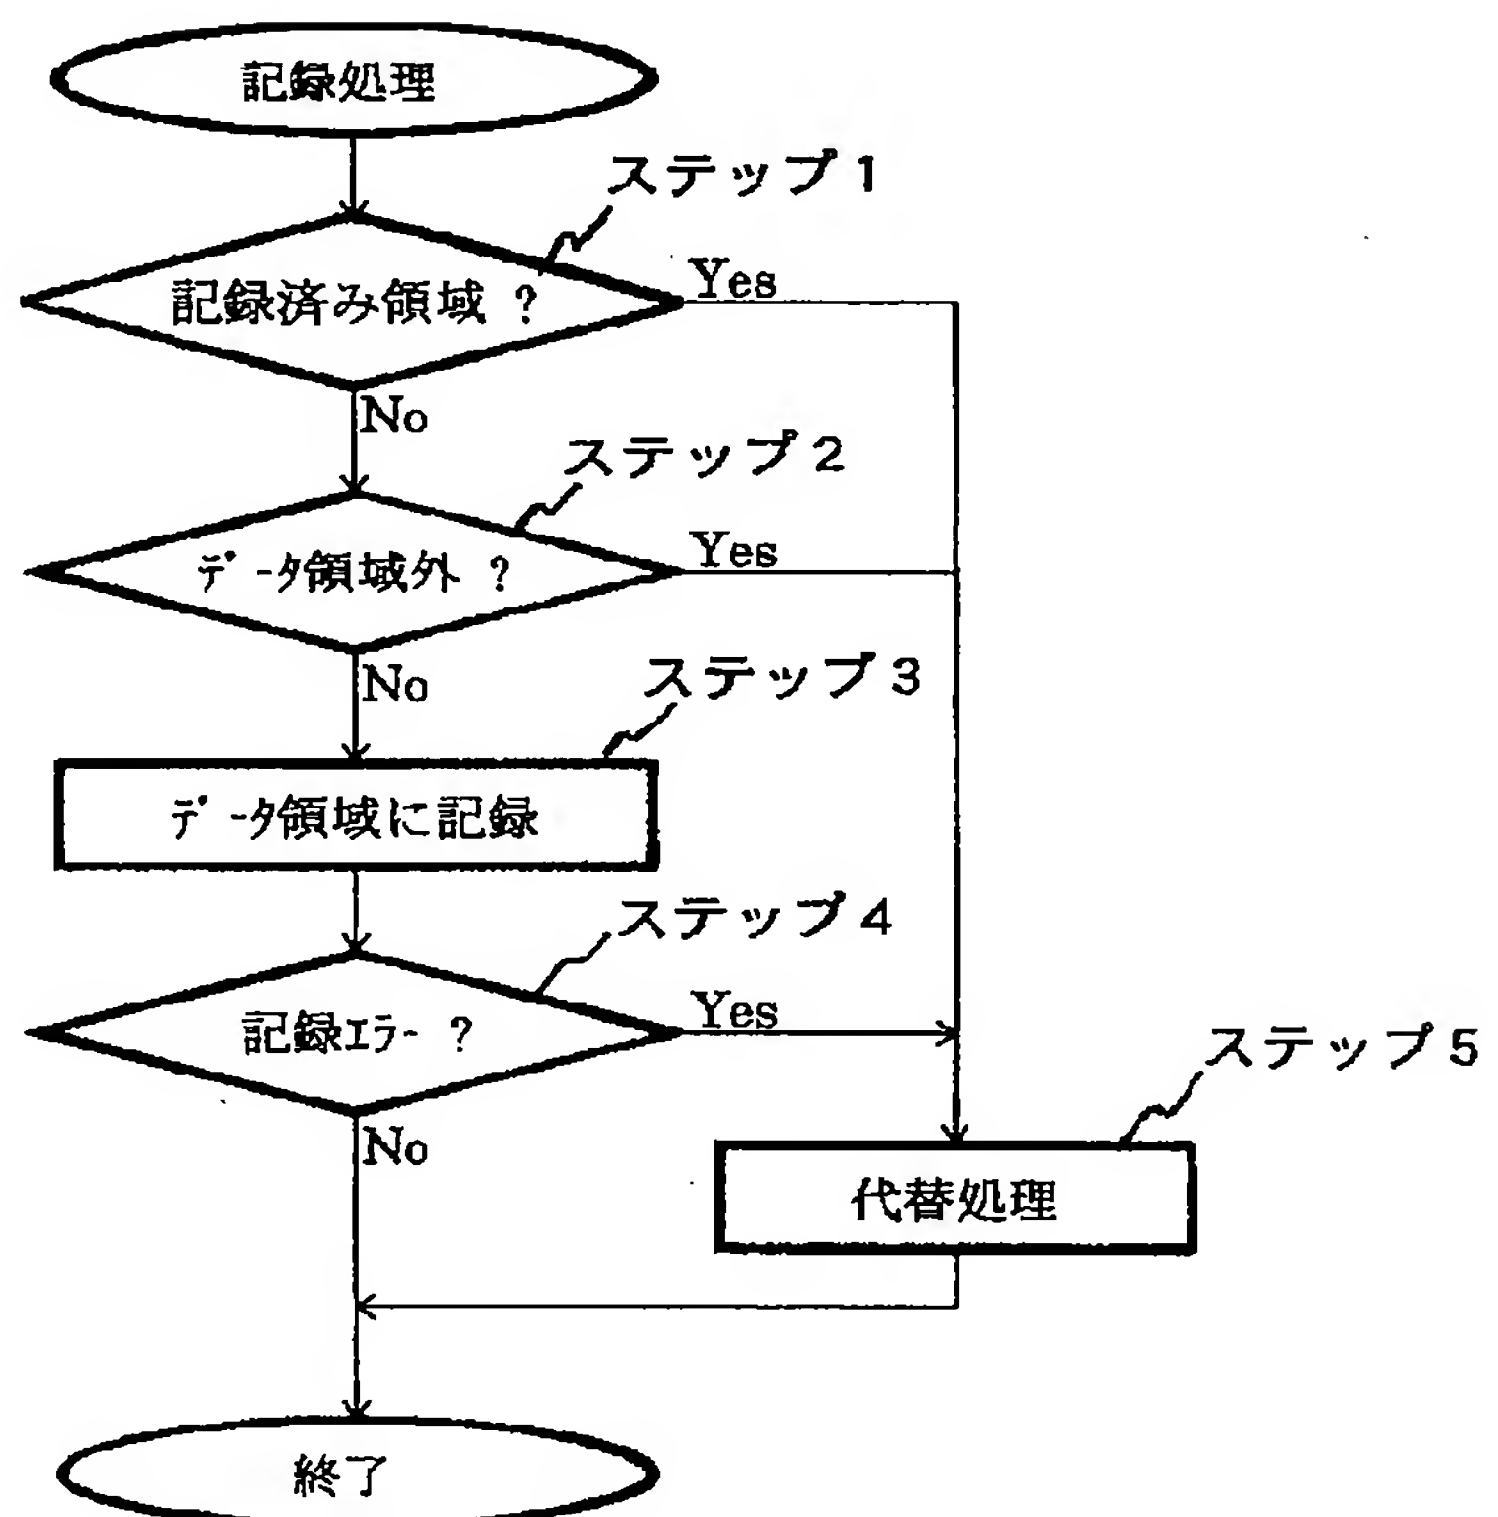 記録処理
ステップ1
記録済み領域 ?
Yes
No
ステップ2
ﾃﾞｰﾀ領域外 ?
Yes
No
ステップ3
ﾃﾞｰﾀ領域に記録
ステップ4
記録ｴﾗｰ ?
Yes
No
ステップ5
代替処理
終了